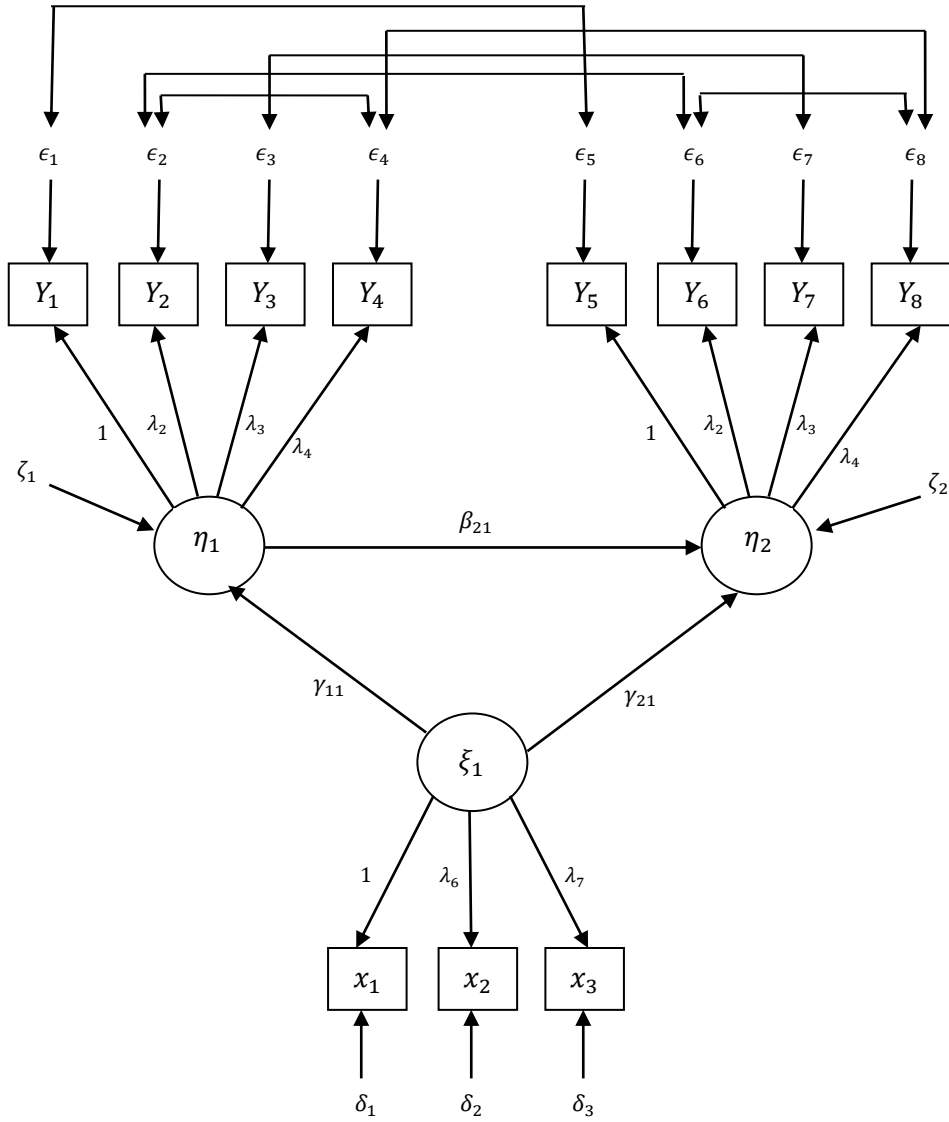 ϵ₁ ϵ₂ ϵ₃ ϵ₄ ϵ₅ ϵ₆ ϵ₇ ϵ₈
Y₁ Y₂ Y₃ Y₄ Y₅ Y₆ Y₇ Y₈
1 λ₂ λ₃ λ₄ 1 λ₂ λ₃ λ₄
ζ₁ ζ₂
η₁ β₂₁ η₂
γ₁₁ γ₂₁
ξ₁
1 λ₆ λ₇
x₁ x₂ x₃
δ₁ δ₂ δ₃